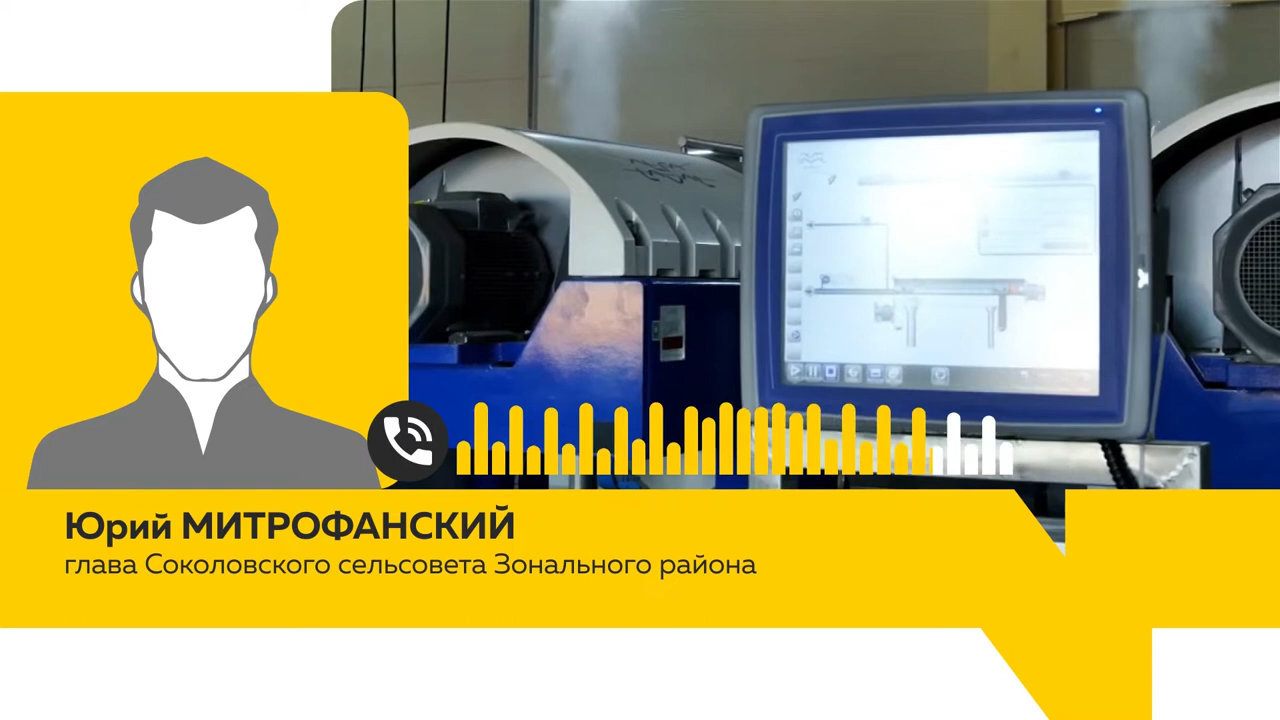 Юрий МИТРОФАНСКИЙ
глава Соколовского сельсовета Зонального района